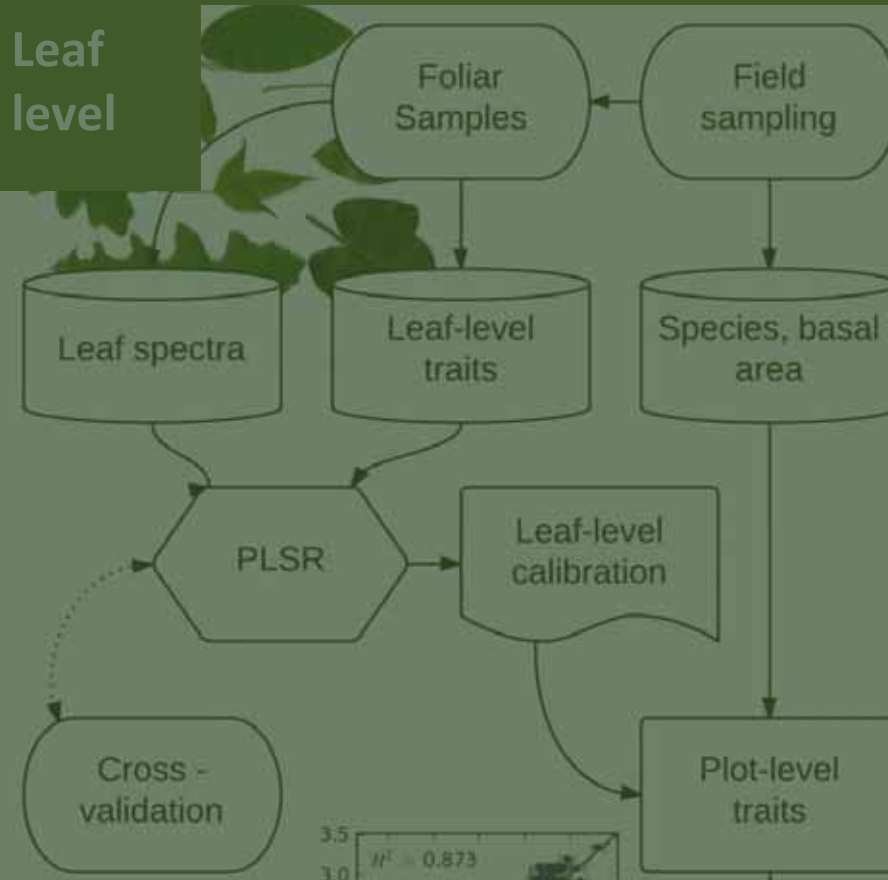 Leaf
level
Foliar
Samples
Field
sampling
Leaf spectra
Leaf-level
traits
Species, basal
area
PLSR
Leaf-level
calibration
Cross -
validation
Plot-level
traits
3.5
R² = 0.873
3.0